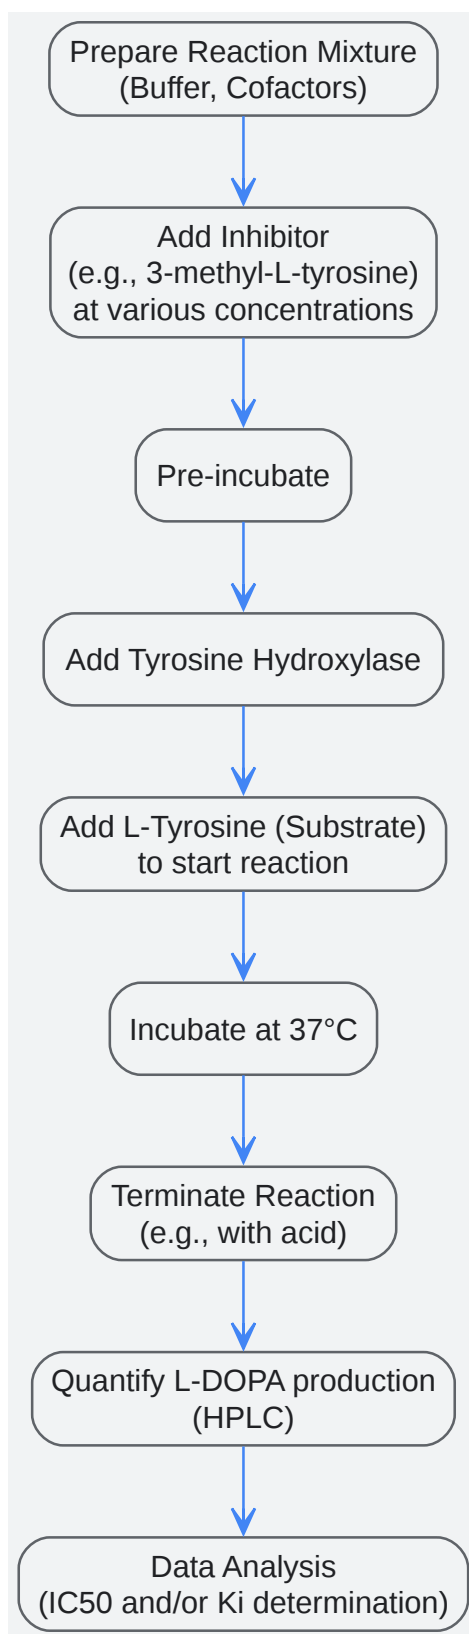 Prepare Reaction Mixture
(Buffer, Cofactors)
Add Inhibitor
(e.g., 3-methyl-L-tyrosine)
at various concentrations
Pre-incubate
Add Tyrosine Hydroxylase
Add L-Tyrosine (Substrate)
to start reaction
Incubate at 37°C
Terminate Reaction
(e.g., with acid)
Quantify L-DOPA production
(HPLC)
Data Analysis
(IC50 and/or Ki determination)